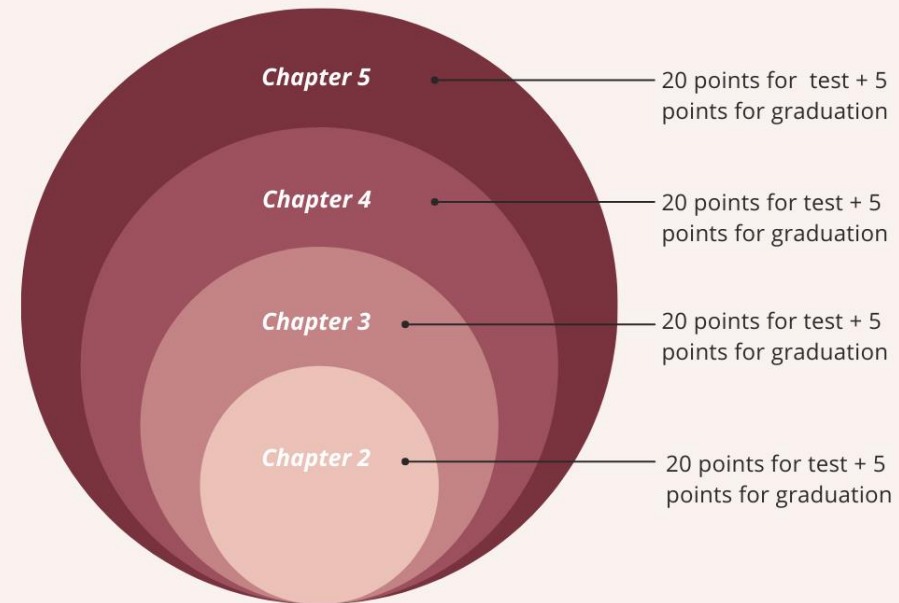 Chapter 5
20 points for test + 5
points for graduation
Chapter 4
20 points for test + 5
points for graduation
Chapter 3
20 points for test + 5
points for graduation
Chapter 2
20 points for test + 5
points for graduation